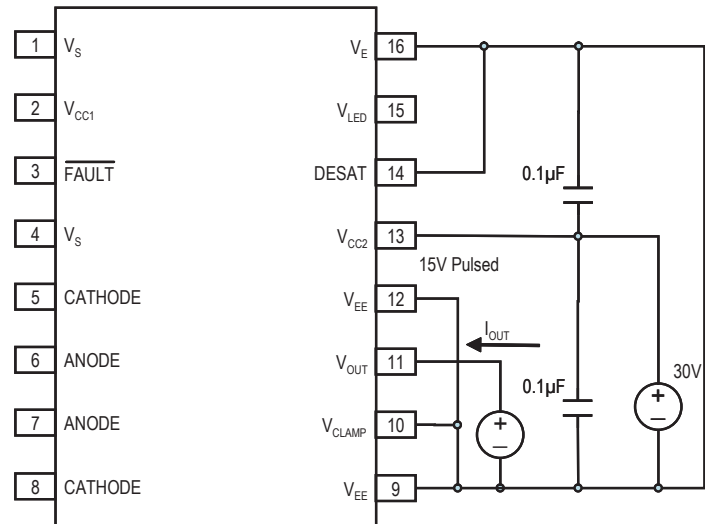 1 V_S
V_E 16
2 V_CC1
V_LED 15
3 FAULT
DESAT 14
0.1µF
4 V_S
V_CC2 13
15V Pulsed
5 CATHODE
V_EE 12
I_OUT
6 ANODE
V_OUT 11
0.1µF
30V
+
−
7 ANODE
V_CLAMP 10
+
−
8 CATHODE
V_EE 9